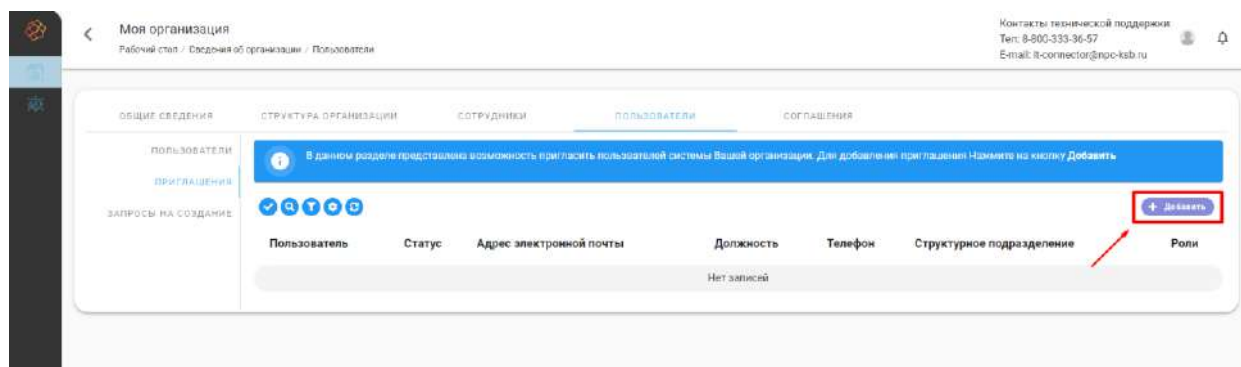 Моя организация
Рабочий стол / Сведения об организации / Пользователи
Контакты технической поддержки:
Тел: 8-800-333-36-57
E-mail: it-connector@npc-ksb.ru
ОБЩИЕ СВЕДЕНИЯ
СТРУКТУРА ОРГАНИЗАЦИИ
СОТРУДНИКИ
ПОЛЬЗОВАТЕЛИ
СОГЛАШЕНИЯ
ПОЛЬЗОВАТЕЛИ
ПРИГЛАШЕНИЯ
ЗАПРОСЫ НА СОЗДАНИЕ
В данном разделе представлена возможность пригласить пользователей системы Вашей организации. Для добавления приглашения Нажмите на кнопку Добавить
+ Добавить
Пользователь Статус Адрес электронной почты Должность Телефон Структурное подразделение Роли
Нет записей